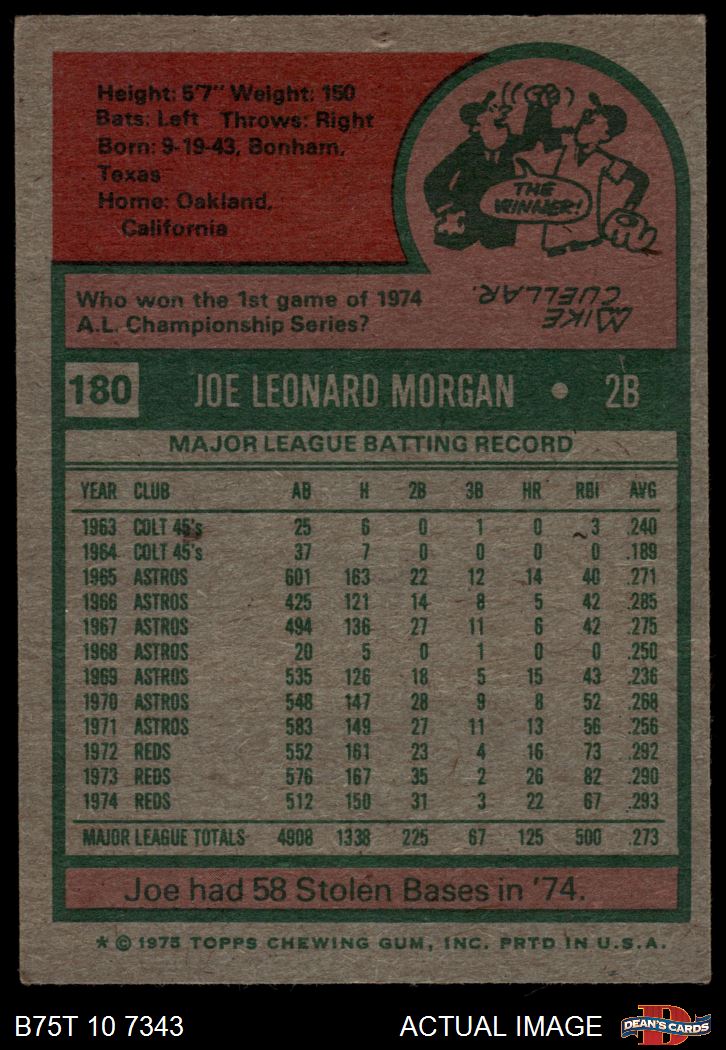 Height: 5'7" Weight: 150
Bats: Left Throws: Right
Born: 9-19-43, Bonham,
Texas
Home: Oakland,
California
THE
WINNER!
Who won the 1st game of 1974
A.L. Championship Series?
MIKE
CUELLAR.
180 JOE LEONARD MORGAN • 2B
MAJOR LEAGUE BATTING RECORD
YEAR CLUB AB H 2B 3B HR RBI AVG
1963 COLT 45's 25 6 0 1 0 3 .240
1964 COLT 45's 37 7 0 0 0 0 .189
1965 ASTROS 601 163 22 12 14 40 .271
1966 ASTROS 425 121 14 8 5 42 .285
1967 ASTROS 494 136 27 11 6 42 .275
1968 ASTROS 20 5 0 1 0 0 .250
1969 ASTROS 535 126 18 5 15 43 .236
1970 ASTROS 548 147 28 9 8 52 .268
1971 ASTROS 583 149 27 11 13 56 .256
1972 REDS 552 161 23 4 16 73 .292
1973 REDS 576 167 35 2 26 82 .290
1974 REDS 512 150 31 3 22 67 .293
MAJOR LEAGUE TOTALS 4908 1338 225 67 125 500 .273
Joe had 58 Stolen Bases in '74.
* © 1975 TOPPS CHEWING GUM, INC. PRTD IN U.S.A.
B75T 10 7343 ACTUAL IMAGE
D
DEAN'S CARDS